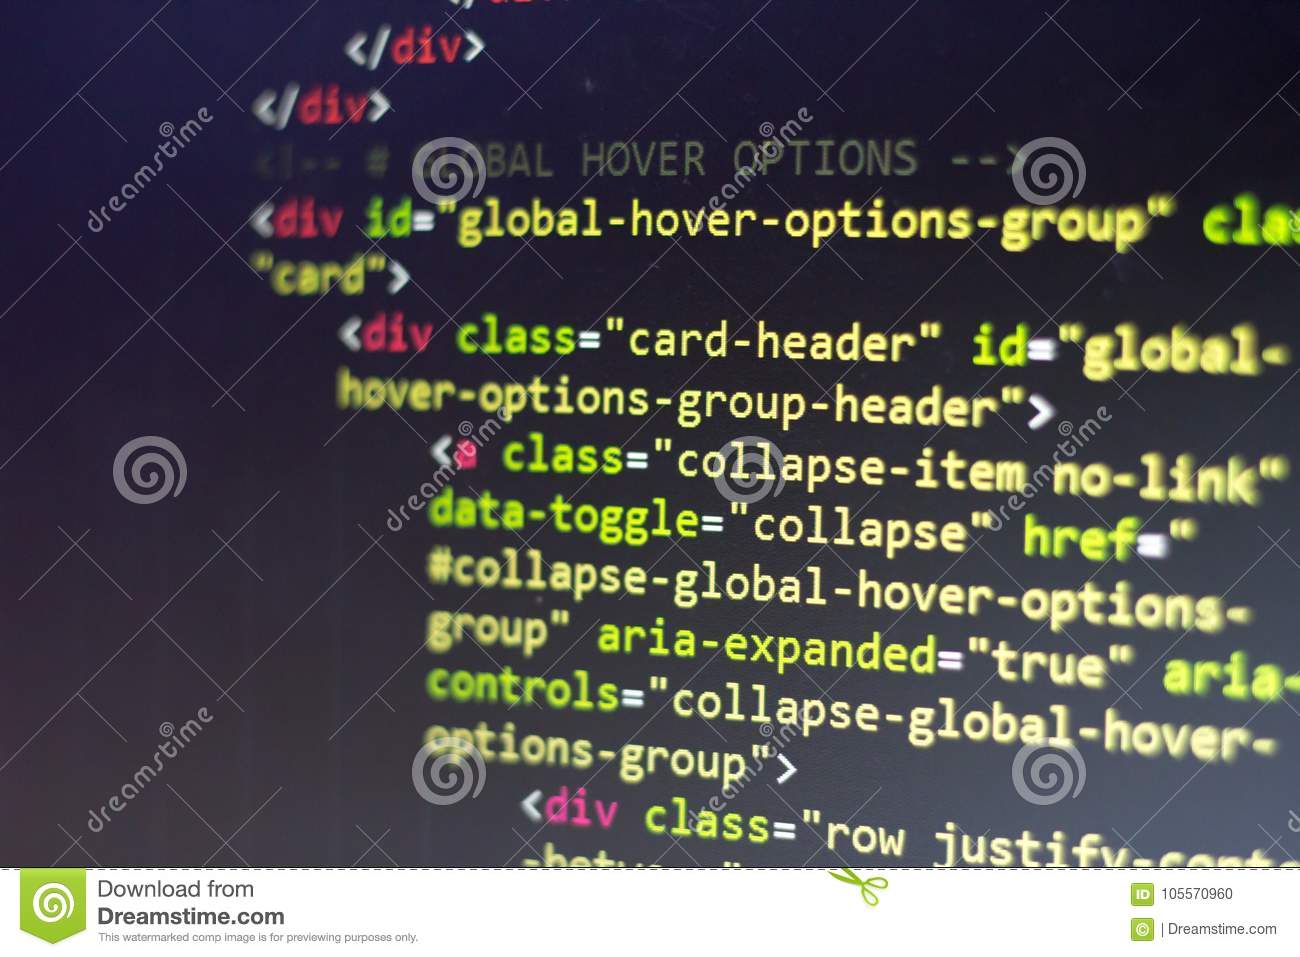 </div>
</div>
<!-- # GLOBAL HOVER OPTIONS -->
<div id="global-hover-options-group" clas
"card">
<div class="card-header" id="global-
hover-options-group-header">
<a class="collapse-item no-link"
data-toggle="collapse" href="
#collapse-global-hover-options-
group" aria-expanded="true" aria-
controls="collapse-global-hover-
options-group">
<div class="row justify-conte
dreamstime
dreamstime
dreamstime
dreamstime
dreamstime
dreamstime
dreamstime
Download from
Dreamstime.com
This watermarked comp image is for previewing purposes only.
ID 105570960
© | Dreamstime.com